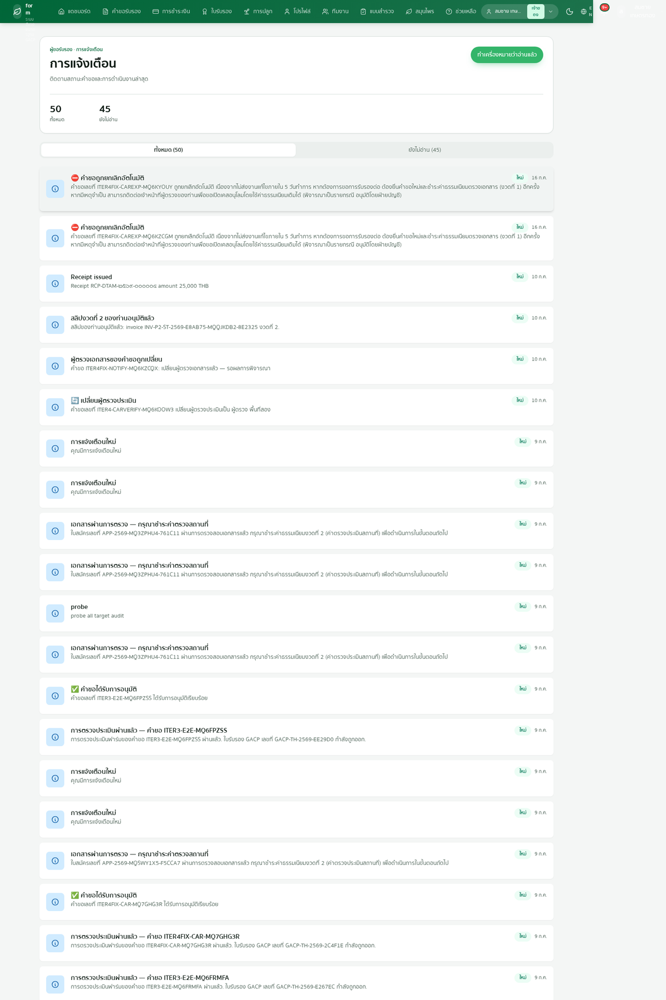 for
m
ระบบ
แดชบอร์ด
คำขอรับรอง
การชำระเงิน
ใบรับรอง
การปลูก
โปรไฟล์
ทีมงาน
แบบสำรวจ
สมุนไพร
ช่วยเหลือ
สมชาย เกษ...
เจ้าข
อง
E
N
9+
ผู้ขอรับรอง · การแจ้งเตือน
การแจ้งเตือน
ติดตามสถานะคำขอและการดำเนินงานล่าสุด
ทำเครื่องหมายว่าอ่านแล้ว
50
ทั้งหมด
45
ยังไม่อ่าน
ทั้งหมด (50)
ยังไม่อ่าน (45)
⛔ คำขอถูกยกเลิกอัตโนมัติ
ใหม่ 16 ก.ค.
คำขอเลขที่ ITER4FIX-CAREXP-MQ6KYOUY ถูกยกเลิกอัตโนมัติ เนื่องจากไม่ส่งงานแก้ไขภายใน 5 วันทำการ หากต้องการขอการรับรองต่อ ต้องยื่นคำขอใหม่และชำระค่าธรรมเนียมตรวจเอกสาร (งวดที่ 1) อีกครั้ง
หากมีเหตุจำเป็น สามารถติดต่อเจ้าหน้าที่ผู้ตรวจของท่านเพื่อขอเปิดเคสอนุโลมโดยใช้ค่าธรรมเนียมเดิมได้ (พิจารณาเป็นรายกรณี อนุมัติโดยฝ่ายบัญชี)
⛔ คำขอถูกยกเลิกอัตโนมัติ
ใหม่ 16 ก.ค.
คำขอเลขที่ ITER4FIX-CAREXP-MQ6KZCGM ถูกยกเลิกอัตโนมัติ เนื่องจากไม่ส่งงานแก้ไขภายใน 5 วันทำการ หากต้องการขอการรับรองต่อ ต้องยื่นคำขอใหม่และชำระค่าธรรมเนียมตรวจเอกสาร (งวดที่ 1) อีกครั้ง
หากมีเหตุจำเป็น สามารถติดต่อเจ้าหน้าที่ผู้ตรวจของท่านเพื่อขอเปิดเคสอนุโลมโดยใช้ค่าธรรมเนียมเดิมได้ (พิจารณาเป็นรายกรณี อนุมัติโดยฝ่ายบัญชี)
Receipt issued
ใหม่ 10 ก.ค.
Receipt RCP-DTAM-๒๕๖๙-๐๐๐๐๐๔ amount 25,000 THB
สลิปงวดที่ 2 ของท่านอนุมัติแล้ว
ใหม่ 10 ก.ค.
สลิปของท่านอนุมัติแล้ว: invoice INV-P2-ST-2569-E8AB75-MQQJKDB2-8E2325 งวดที่ 2.
ผู้ตรวจเอกสารของคำขอถูกเปลี่ยน
ใหม่ 10 ก.ค.
คำขอ ITER4FIX-NOTIFY-MQ6KZCQX: เปลี่ยนผู้ตรวจเอกสารแล้ว — รอผลการพิจารณา
🔄 เปลี่ยนผู้ตรวจประเมิน
ใหม่ 10 ก.ค.
คำขอเลขที่ ITER4-CARVERIFY-MQ6KOOW3 เปลี่ยนผู้ตรวจประเมินเป็น ผู้ตรวจ พื้นที่สอง
การแจ้งเตือนใหม่
ใหม่ 9 ก.ค.
คุณมีการแจ้งเตือนใหม่
การแจ้งเตือนใหม่
ใหม่ 9 ก.ค.
คุณมีการแจ้งเตือนใหม่
เอกสารผ่านการตรวจ — กรุณาชำระค่าตรวจสถานที่
ใหม่ 9 ก.ค.
ใบสมัครเลขที่ APP-2569-MQ3ZPHU4-761C11 ผ่านการตรวจสอบเอกสารแล้ว กรุณาชำระค่าธรรมเนียมงวดที่ 2 (ค่าตรวจประเมินสถานที่) เพื่อดำเนินการในขั้นตอนถัดไป
เอกสารผ่านการตรวจ — กรุณาชำระค่าตรวจสถานที่
ใหม่ 9 ก.ค.
ใบสมัครเลขที่ APP-2569-MQ3ZPHU4-761C11 ผ่านการตรวจสอบเอกสารแล้ว กรุณาชำระค่าธรรมเนียมงวดที่ 2 (ค่าตรวจประเมินสถานที่) เพื่อดำเนินการในขั้นตอนถัดไป
probe
ใหม่ 9 ก.ค.
probe all target audit
เอกสารผ่านการตรวจ — กรุณาชำระค่าตรวจสถานที่
ใหม่ 9 ก.ค.
ใบสมัครเลขที่ APP-2569-MQ3ZPHU4-761C11 ผ่านการตรวจสอบเอกสารแล้ว กรุณาชำระค่าธรรมเนียมงวดที่ 2 (ค่าตรวจประเมินสถานที่) เพื่อดำเนินการในขั้นตอนถัดไป
✅ คำขอได้รับการอนุมัติ
ใหม่ 9 ก.ค.
คำขอเลขที่ ITER3-E2E-MQ6FPZSS ได้รับการอนุมัติเรียบร้อย
การตรวจประเมินผ่านแล้ว — คำขอ ITER3-E2E-MQ6FPZSS
ใหม่ 9 ก.ค.
การตรวจประเมินฟาร์มของคำขอ ITER3-E2E-MQ6FPZSS ผ่านแล้ว. ใบรับรอง GACP เลขที่ GACP-TH-2569-EE29D0 กำลังถูกออก.
การแจ้งเตือนใหม่
ใหม่ 9 ก.ค.
คุณมีการแจ้งเตือนใหม่
การแจ้งเตือนใหม่
ใหม่ 9 ก.ค.
คุณมีการแจ้งเตือนใหม่
เอกสารผ่านการตรวจ — กรุณาชำระค่าตรวจสถานที่
ใหม่ 9 ก.ค.
ใบสมัครเลขที่ APP-2569-MQSWY1X5-F5CCA7 ผ่านการตรวจสอบเอกสารแล้ว กรุณาชำระค่าธรรมเนียมงวดที่ 2 (ค่าตรวจประเมินสถานที่) เพื่อดำเนินการในขั้นตอนถัดไป
✅ คำขอได้รับการอนุมัติ
ใหม่ 9 ก.ค.
คำขอเลขที่ ITER4FIX-CAR-MQ7GHG3R ได้รับการอนุมัติเรียบร้อย
การตรวจประเมินผ่านแล้ว — คำขอ ITER4FIX-CAR-MQ7GHG3R
ใหม่ 9 ก.ค.
การตรวจประเมินฟาร์มของคำขอ ITER4FIX-CAR-MQ7GHG3R ผ่านแล้ว. ใบรับรอง GACP เลขที่ GACP-TH-2569-2C4F1E กำลังถูกออก.
การตรวจประเมินผ่านแล้ว — คำขอ ITER3-E2E-MQ6FRMFA
ใหม่ 9 ก.ค.
การตรวจประเมินฟาร์มของคำขอ ITER3-E2E-MQ6FRMFA ผ่านแล้ว. ใบรับรอง GACP เลขที่ GACP-TH-2569-E267EC กำลังถูกออก.